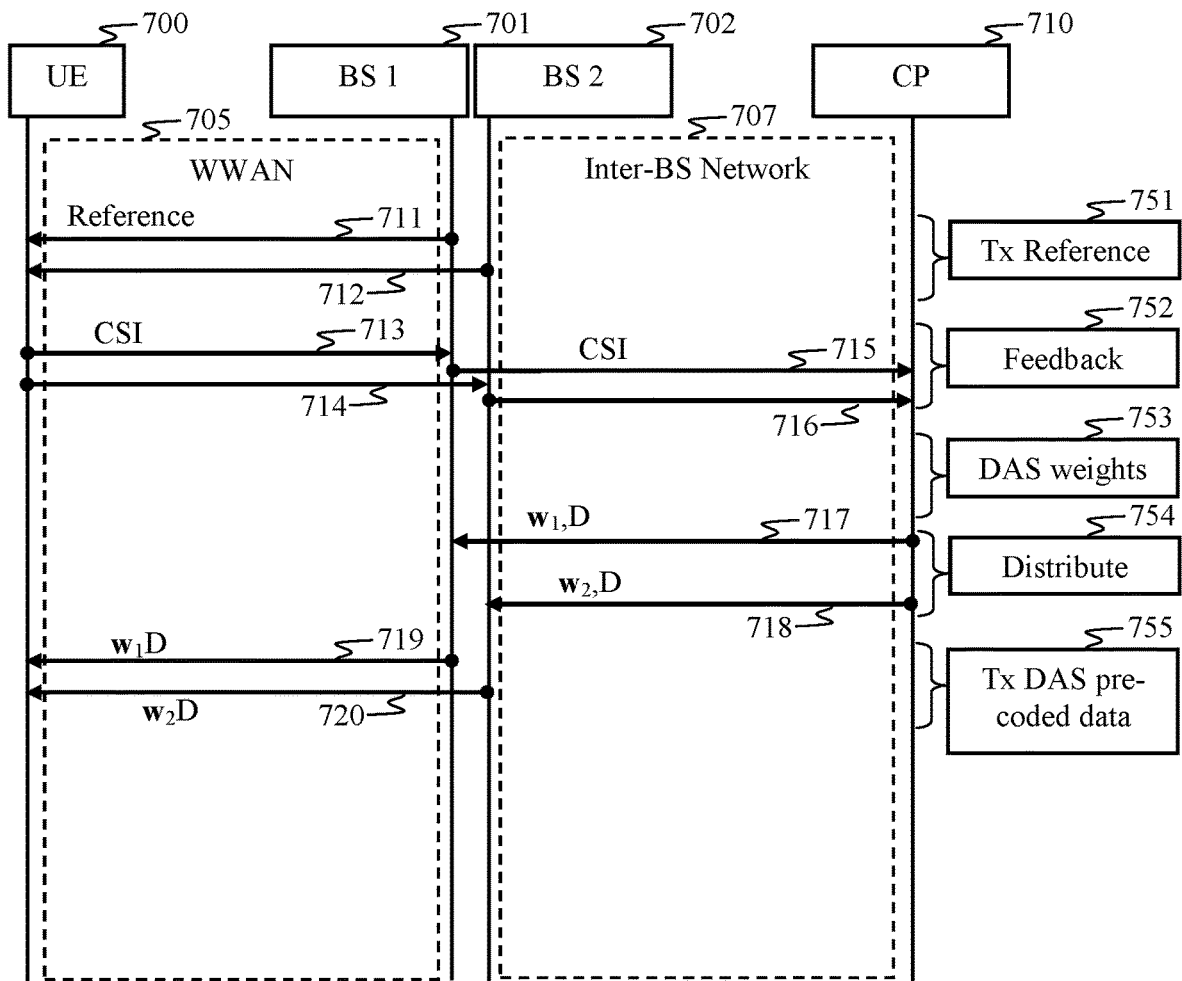 700
701
702
710
UE
BS 1
BS 2
CP
705
707
WWAN
Inter-BS Network
Reference
711
751
Tx Reference
712
752
CSI
713
CSI
715
Feedback
714
716
753
DAS weights
w₁,D
717
754
w₂,D
Distribute
718
755
w₁D
719
Tx DAS pre-
coded data
w₂D
720